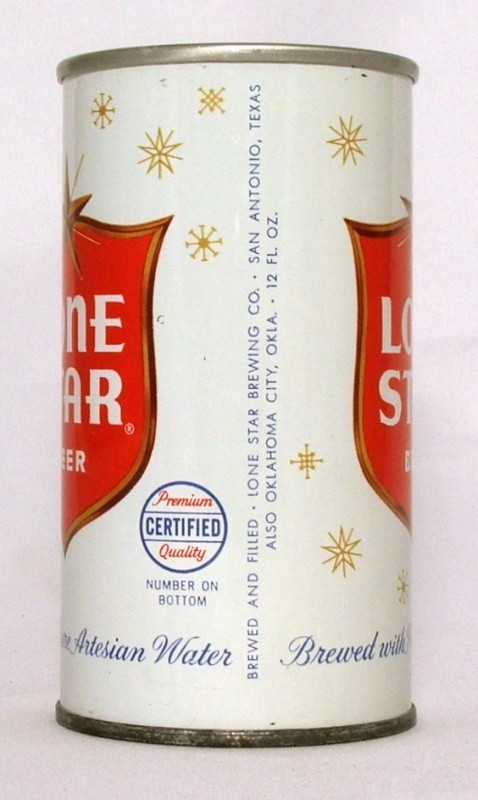 NE
AR®
EER
Premium
CERTIFIED
Quality
NUMBER ON
BOTTOM
Artesian Water
BREWED AND FILLED · LONE STAR BREWING CO. · SAN ANTONIO, TEXAS
ALSO OKLAHOMA CITY, OKLA. · 12 FL. OZ.
LO
ST
B
Brewed with